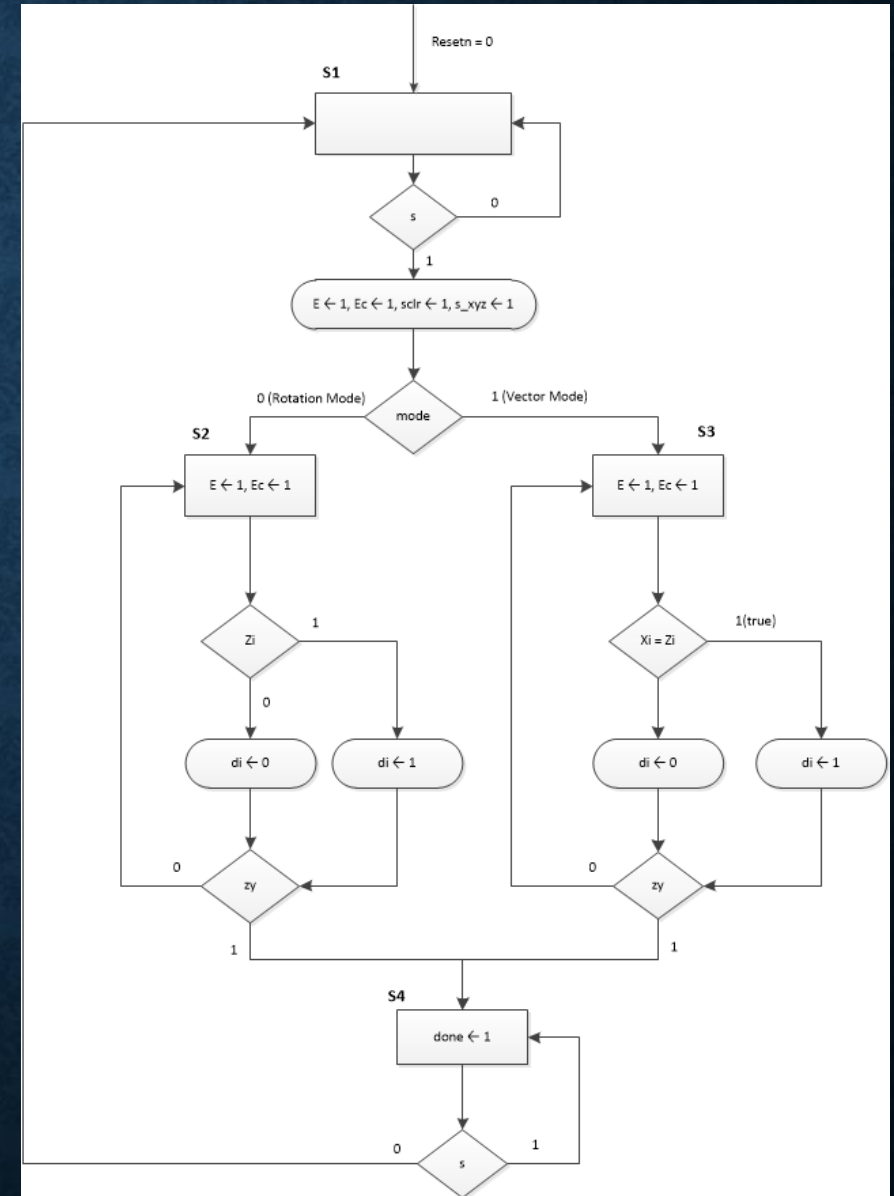 Resetn = 0
S1
s
0
1
E ← 1, Ec ← 1, sclr ← 1, s_xyz ← 1
0 (Rotation Mode)
mode
1 (Vector Mode)
S2
S3
E ← 1, Ec ← 1
E ← 1, Ec ← 1
Zi
1
0
Xi = Zi
1(true)
di ← 0
di ← 1
di ← 0
di ← 1
0
zy
1
0
zy
1
S4
done ← 1
0
s
1